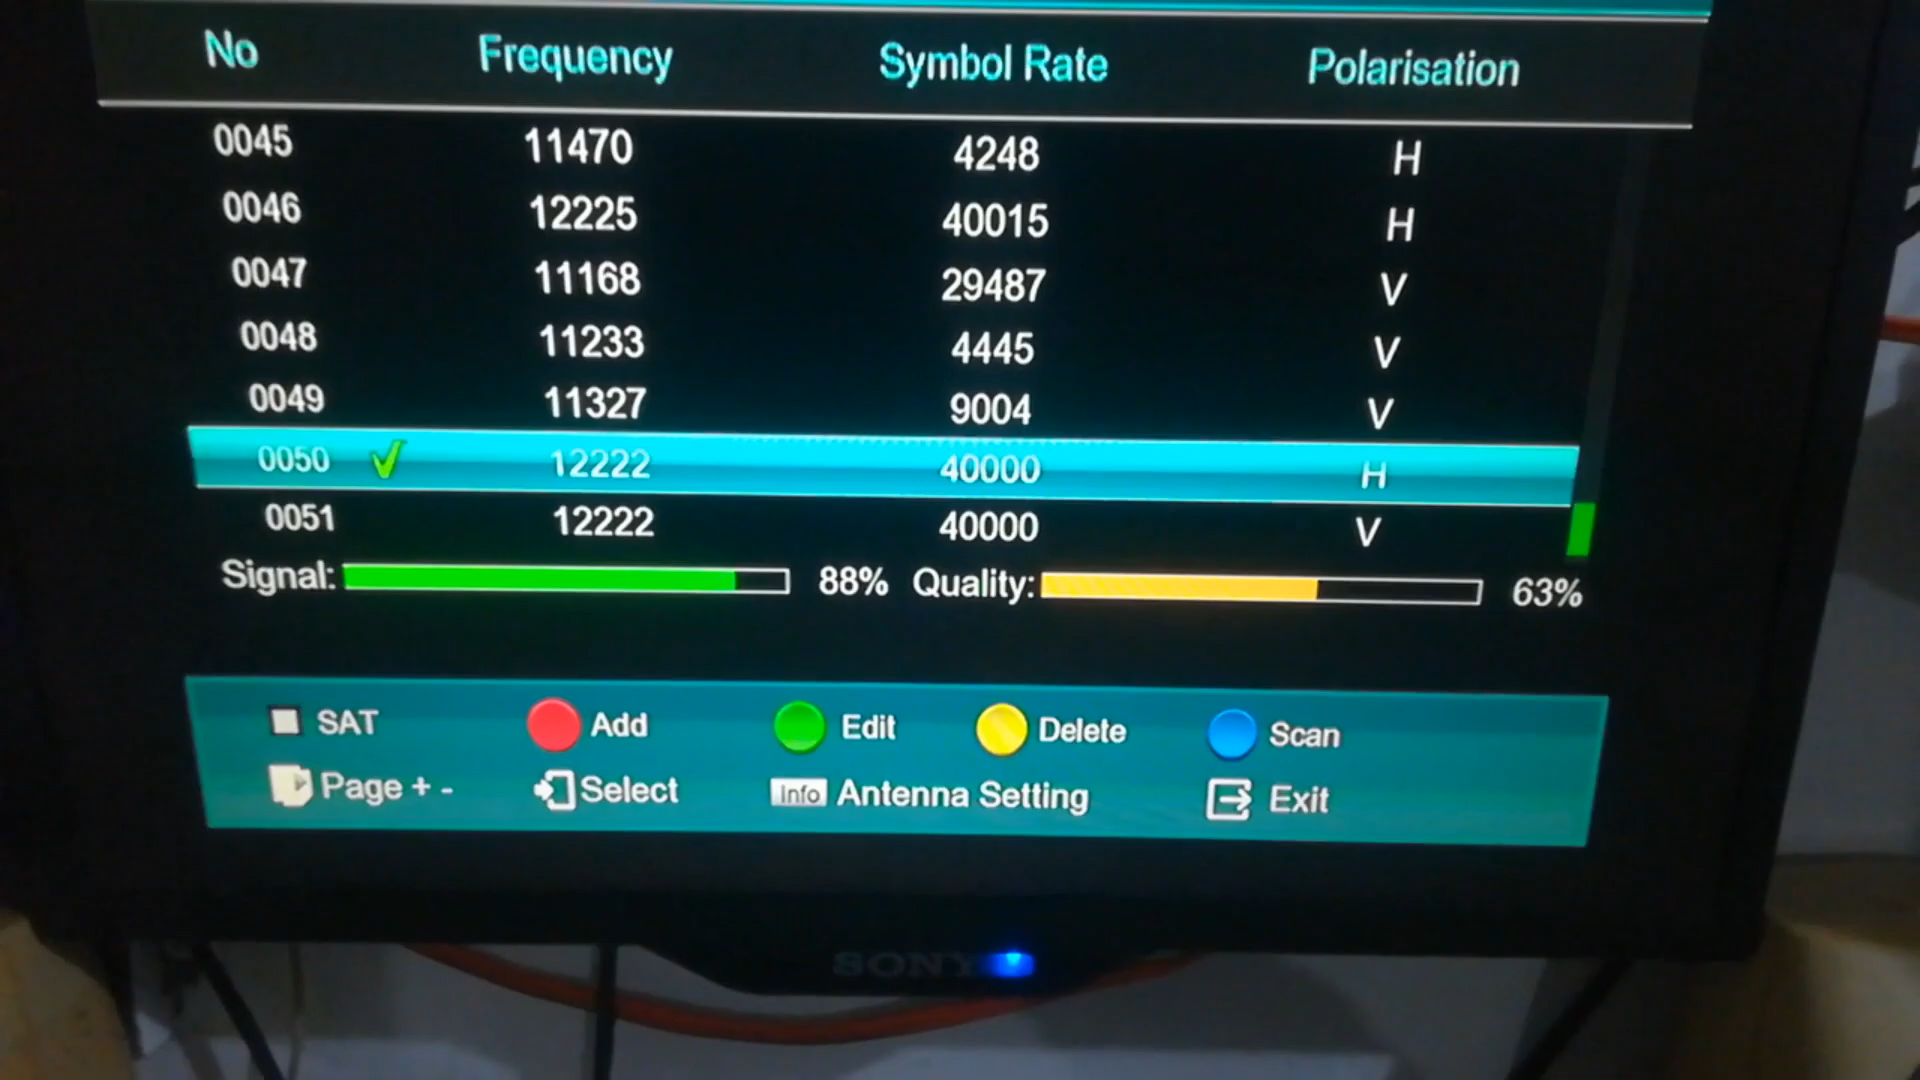 No Frequency Symbol Rate Polarisation
0045 11470 4248 H
0046 12225 40015 H
0047 11168 29487 V
0048 11233 4445 V
0049 11327 9004 V
0050 12222 40000 H
0051 12222 40000 V
Signal: 88% Quality: 63%
SAT Add Edit Delete Scan
Page + - Select Info Antenna Setting Exit
SONY